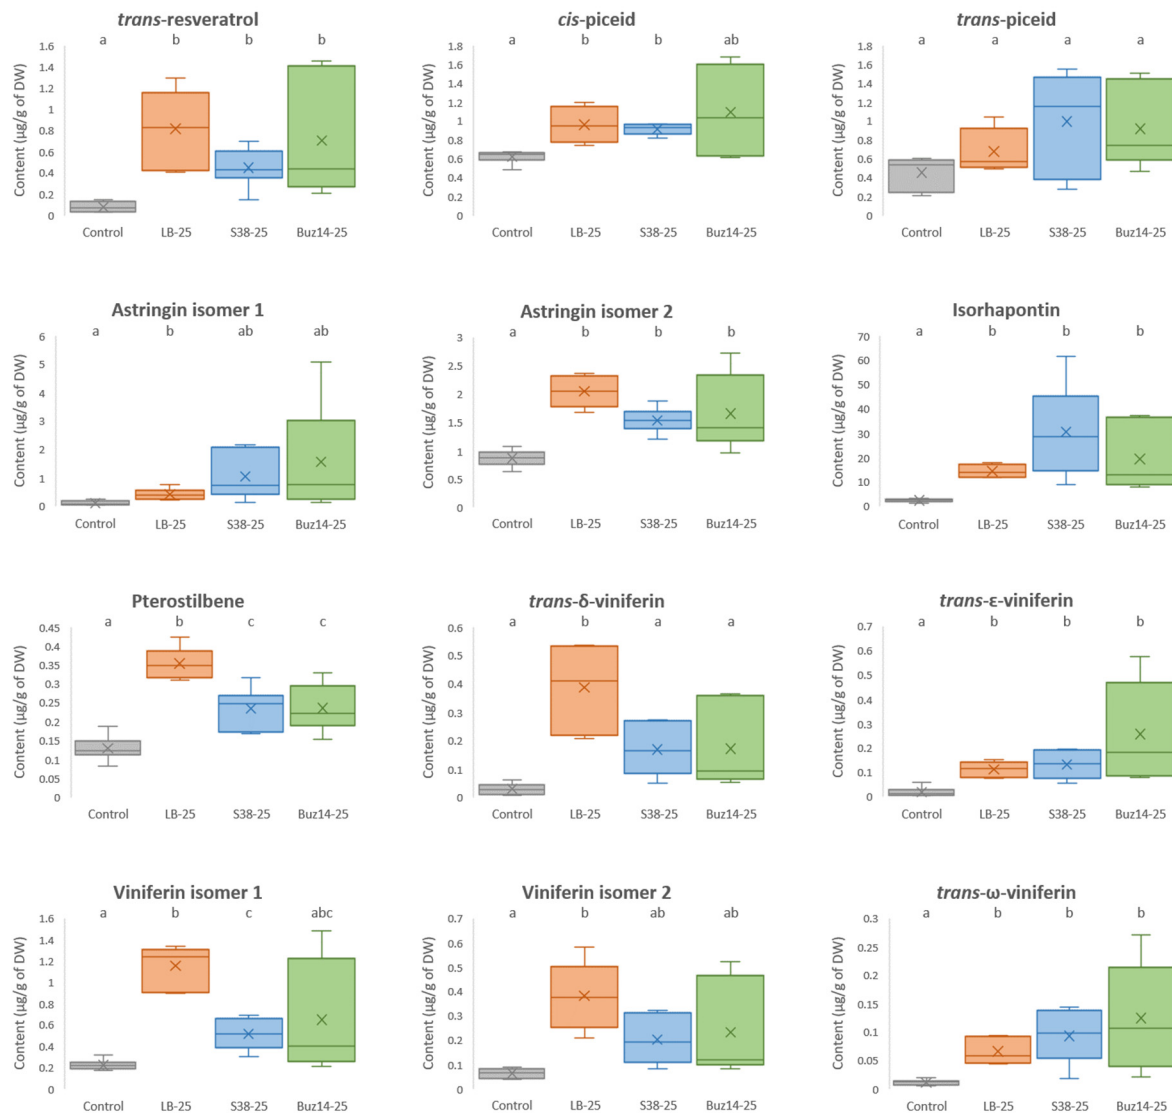 trans-resveratrol cis-piceid trans-piceid
a b b b a b b ab a a a a
Content (µg/g of DW) 1.6 1.4 1.2 1 0.8 0.6 0.4 0.2 0
Content (µg/g of DW) 1.8 1.6 1.4 1.2 1.0 0.8 0.6 0.4 0.2 0
Content (µg/g of DW) 1.8 1.6 1.4 1.2 1.0 0.8 0.6 0.4 0.2 0
Control LB-25 S38-25 Buz14-25 Control LB-25 S38-25 Buz14-25 Control LB-25 S38-25 Buz14-25
Astringin isomer 1 Astringin isomer 2 Isorhapontin
a b ab ab a b b b a b b b
Content (µg/g of DW) 6 5 4 3 2 1 0
Content (µg/g of DW) 3 2.5 2 1.5 1 0.5 0
Content (µg/g of DW) 70 60 50 40 30 20 10 0
Control LB-25 S38-25 Buz14-25 Control LB-25 S38-25 Buz14-25 Control LB-25 S38-25 Buz14-25
Pterostilbene trans-δ-viniferin trans-ε-viniferin
a b c c a b a a a b b b
Content (µg/g of DW) 0.45 0.4 0.35 0.3 0.25 0.2 0.15 0.1 0.05 0
Content (µg/g of DW) 0.6 0.5 0.4 0.3 0.2 0.1 0
Content (µg/g of DW) 0.7 0.6 0.5 0.4 0.3 0.2 0.1 0
Control LB-25 S38-25 Buz14-25 Control LB-25 S38-25 Buz14-25 Control LB-25 S38-25 Buz14-25
Viniferin isomer 1 Viniferin isomer 2 trans-ω-viniferin
a b c abc a b ab ab a b b b
Content (µg/g of DW) 1.6 1.4 1.2 1.0 0.8 0.6 0.4 0.2 0
Content (µg/g of DW) 0.7 0.6 0.5 0.4 0.3 0.2 0.1 0
Content (µg/g of DW) 0.3 0.25 0.2 0.15 0.1 0.05 0
Control LB-25 S38-25 Buz14-25 Control LB-25 S38-25 Buz14-25 Control LB-25 S38-25 Buz14-25